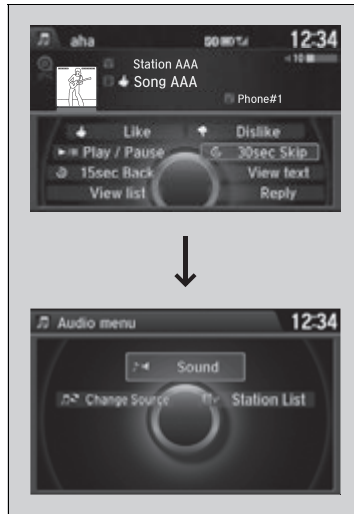 aha 12:34
10
Station AAA
Song AAA
Phone#1
Like Dislike
Play / Pause 30sec Skip
15sec Back View text
View list Reply
Audio menu 12:34
Sound
Change Source Station List